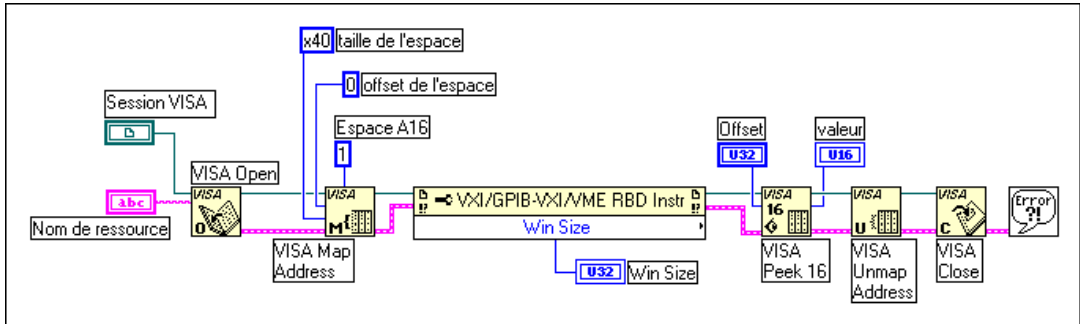 x40 taille de l'espace
0 offset de l'espace
Session VISA
Espace A16
1
Offset
valeur
U32
U16
VISA Open
abc
Nom de ressource
VISA
O
VISA
M
VXI/GPIB-VXI/VME RBD Instr
Win Size
VISA
16
VISA
U
VISA
C
Error
?!
VISA Map
Address
U32 Win Size
VISA
Peek 16
VISA
Unmap
Address
VISA
Close